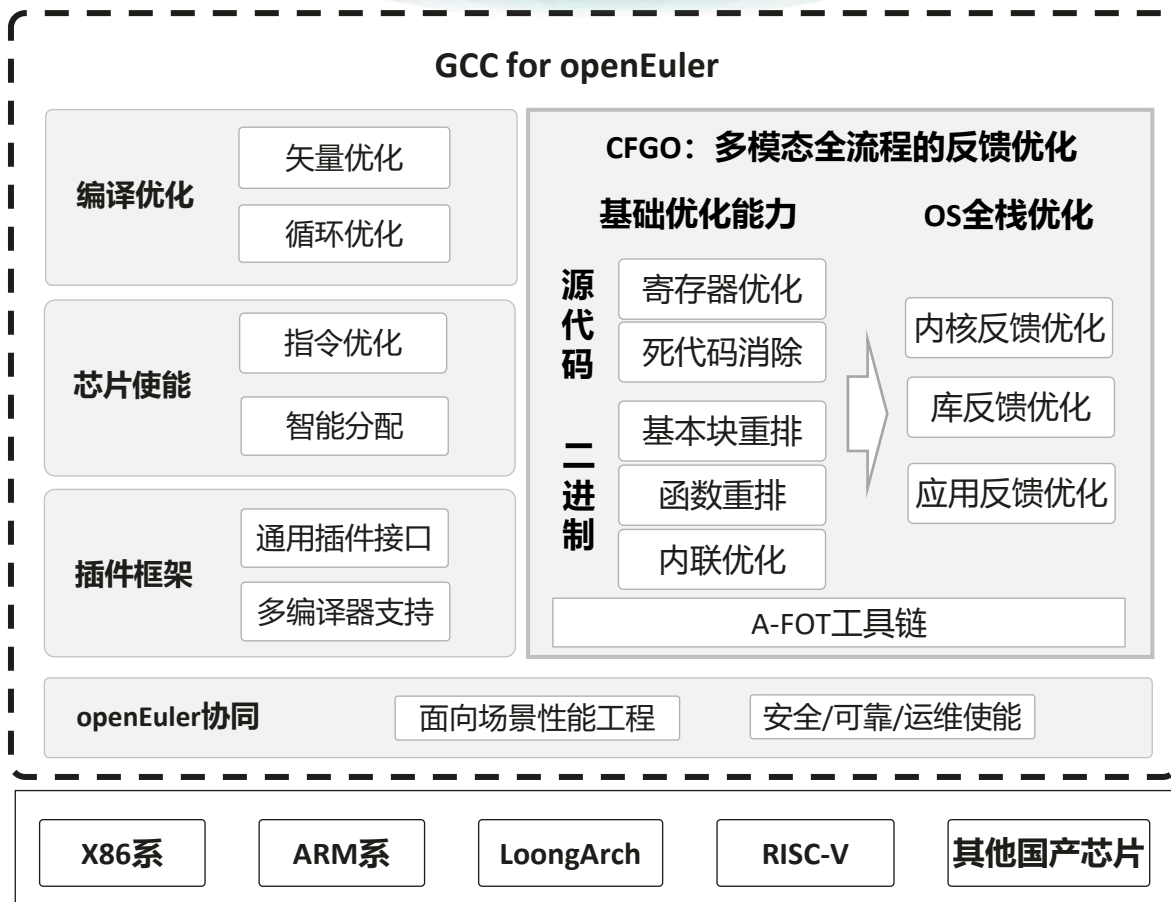 GCC for openEuler
编译优化
矢量优化
循环优化
芯片使能
指令优化
智能分配
插件框架
通用插件接口
多编译器支持
CFGO：多模态全流程的反馈优化
基础优化能力
OS全栈优化
源代码
寄存器优化
死代码消除
二进制
基本块重排
函数重排
内联优化
内核反馈优化
库反馈优化
应用反馈优化
A-FOT工具链
openEuler协同
面向场景性能工程
安全/可靠/运维使能
X86系
ARM系
LoongArch
RISC-V
其他国产芯片